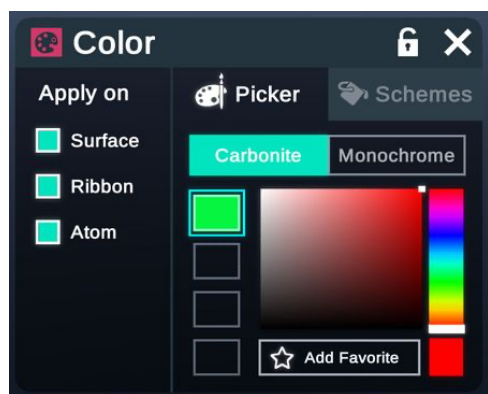 Color
Apply on
Surface
Ribbon
Atom
Picker
Schemes
Carbonite
Monochrome
Add Favorite